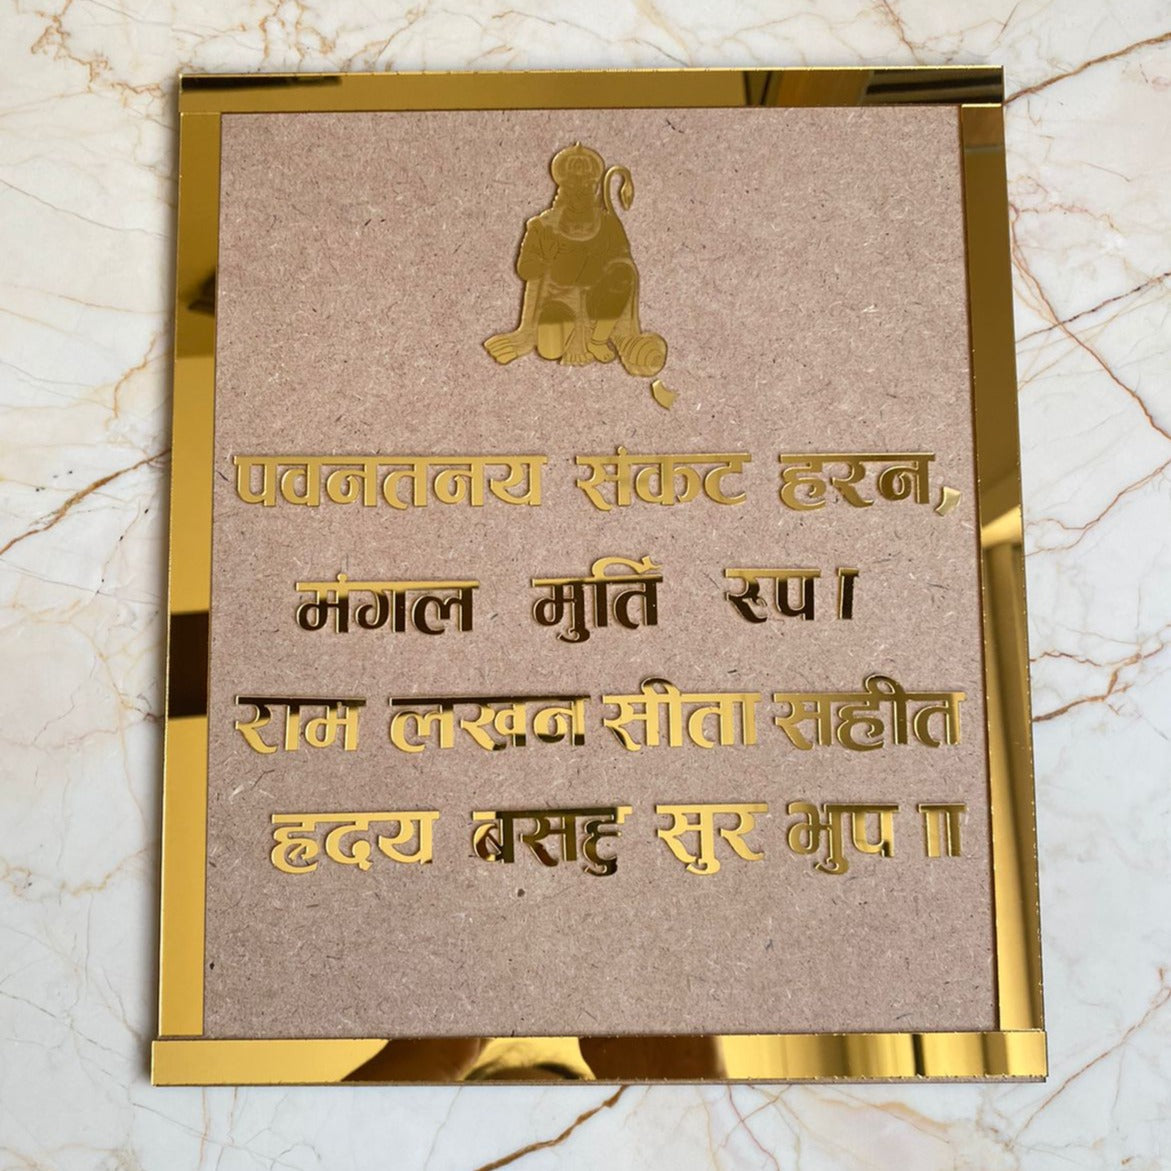 पवनतनय संकट हरन,
मंगल मुर्ति रुप।
राम लखन सीता सहीत
ह्रदय बसहु सुर भुप॥